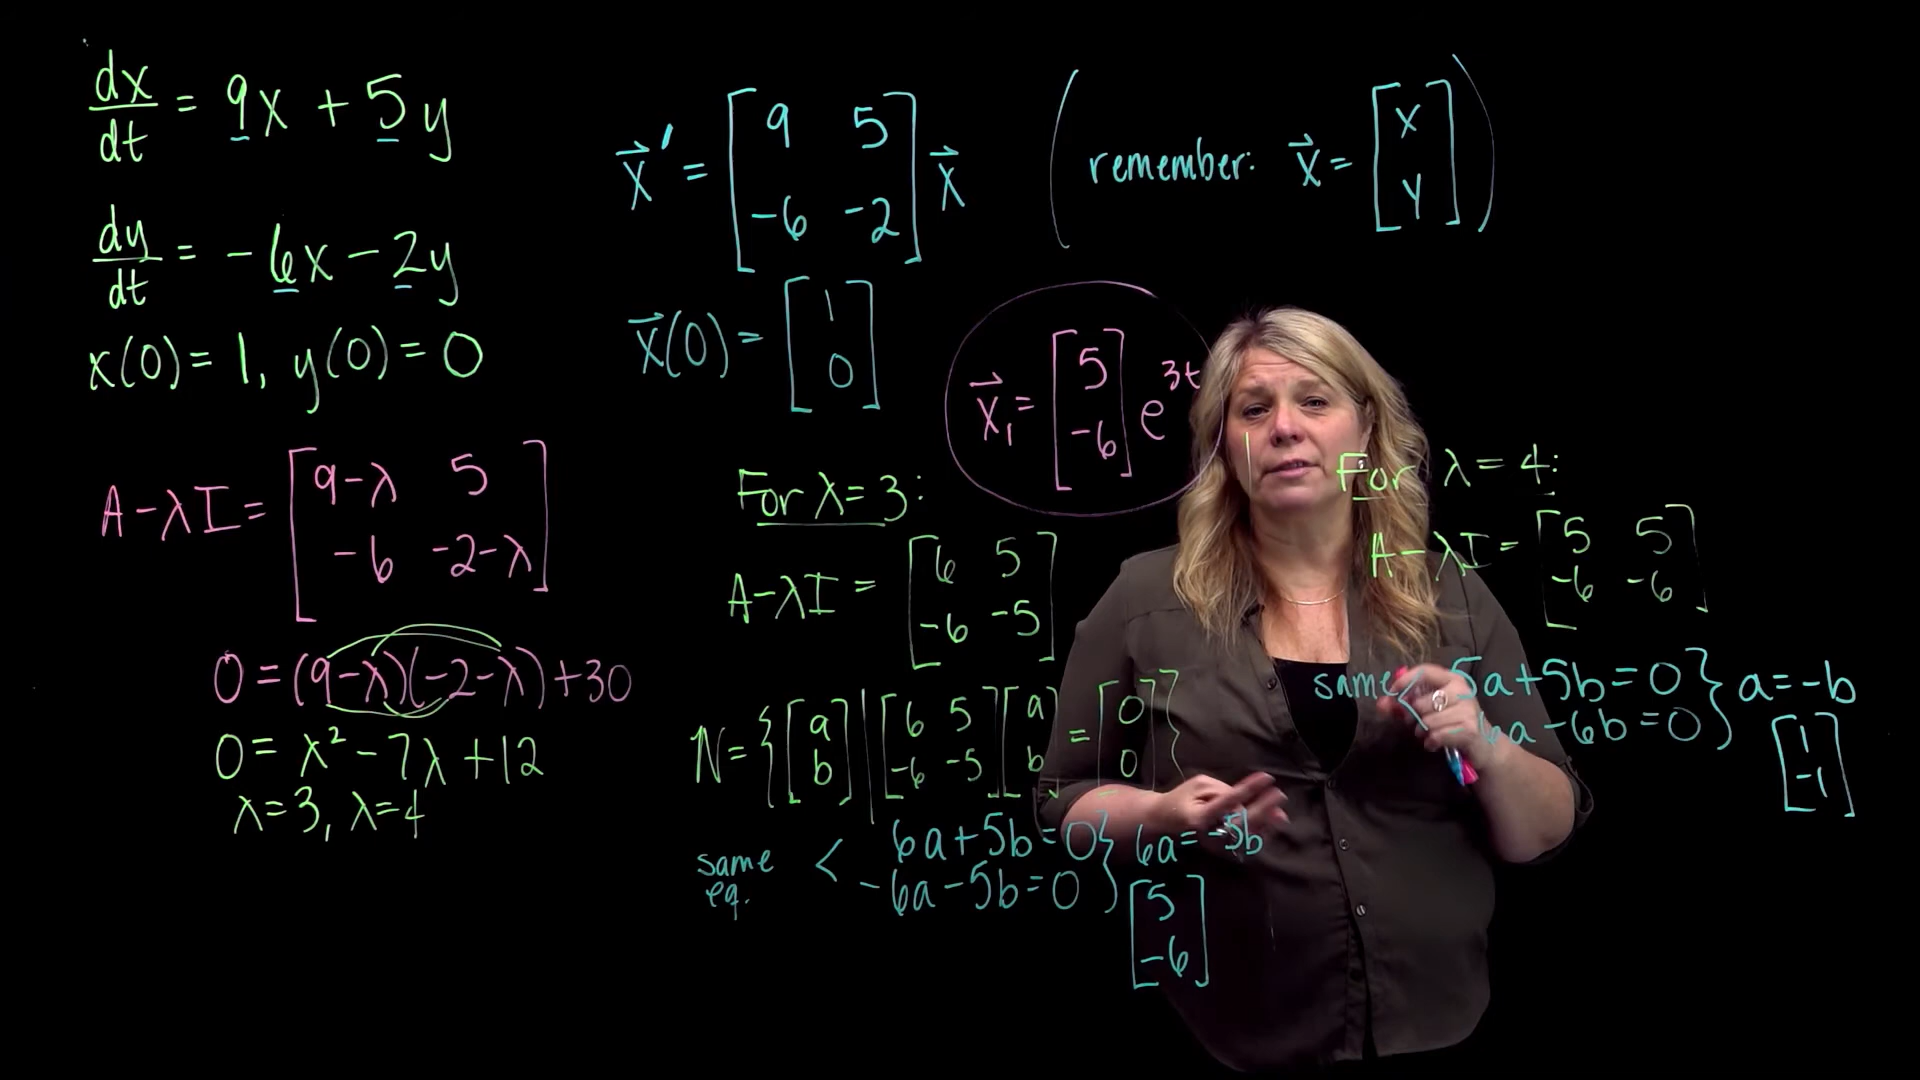 dx/dt = 9x + 5y
dy/dt = -6x - 2y
x(0) = 1, y(0) = 0
A-λI = [9-λ 5
-6 -2-λ]
0 = (9-λ)(-2-λ)+30
0 = λ² - 7λ + 12
λ=3, λ=4
x⃗' = [9 5
-6 -2] x⃗
(remember: x⃗ = [x
y])
x⃗(0) = [1
0]
x⃗₁ = [5
-6] e^3t
For λ=3:
A-λI = [6 5
-6 -5]
N = {[a
b] | [6 5
-6 -5] [a
b] = [0
0]}
same eq. < 6a+5b=0
-6a-5b=0 } 6a=-5b
[5
-6]
For λ=4:
A-λI = [5 5
-6 -6]
same < 5a+5b=0
-6a-6b=0 } a=-b
[1
-1]